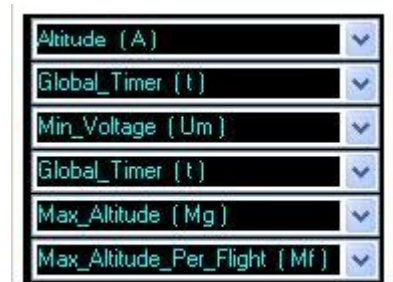 Altitude ( A )
Global_Timer ( t )
Min_Voltage ( Um )
Global_Timer ( t )
Max_Altitude ( Mg )
Max_Altitude_Per_Flight ( Mf )